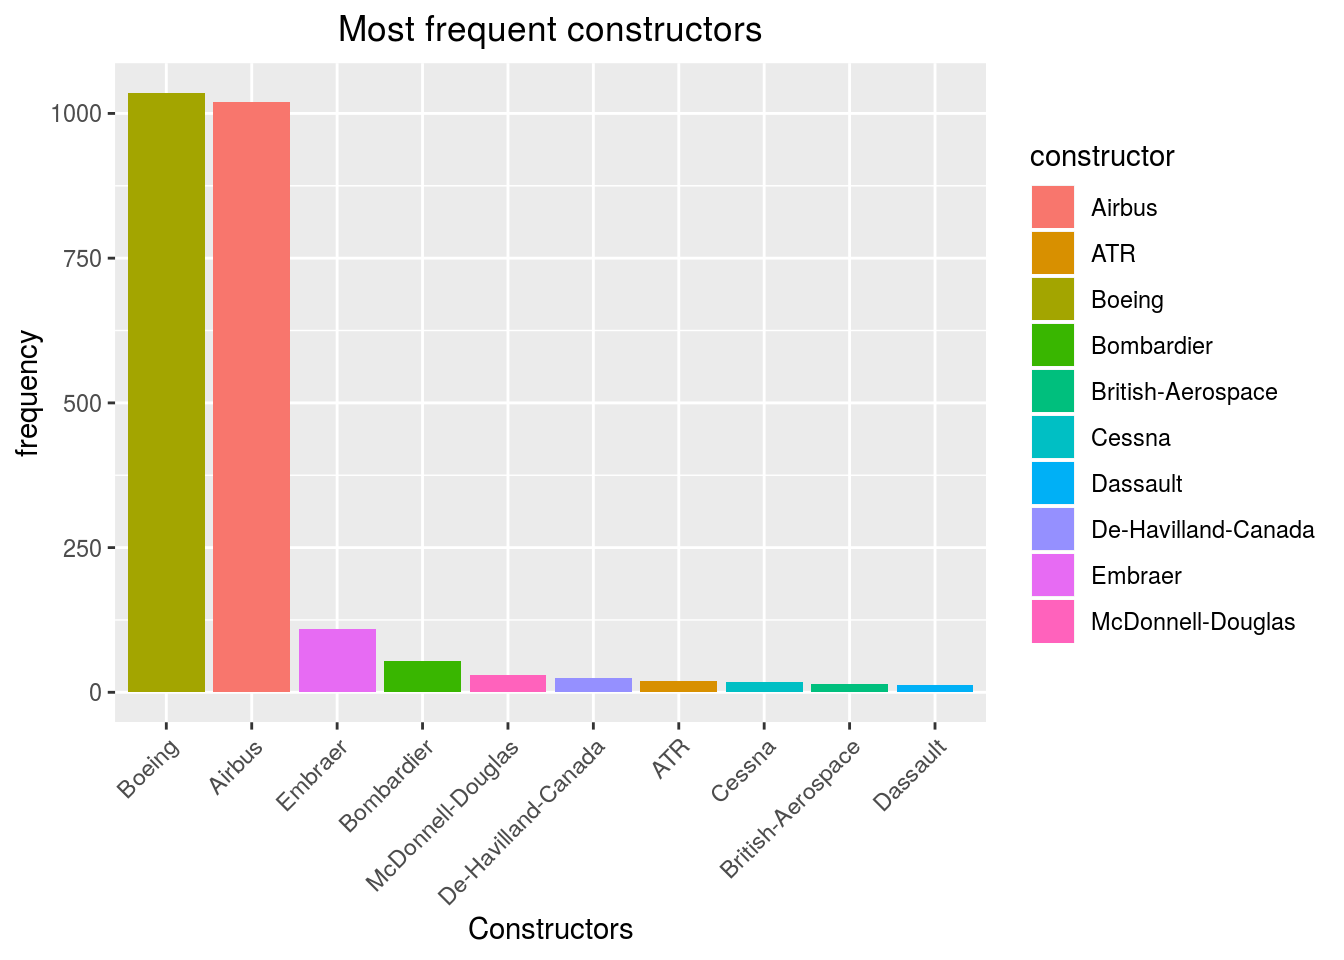 Most frequent constructors
frequency
1000
750
500
250
0
Boeing
Airbus
Embraer
Bombardier
McDonnell-Douglas
De-Havilland-Canada
ATR
Cessna
British-Aerospace
Dassault
Constructors
constructor
Airbus
ATR
Boeing
Bombardier
British-Aerospace
Cessna
Dassault
De-Havilland-Canada
Embraer
McDonnell-Douglas